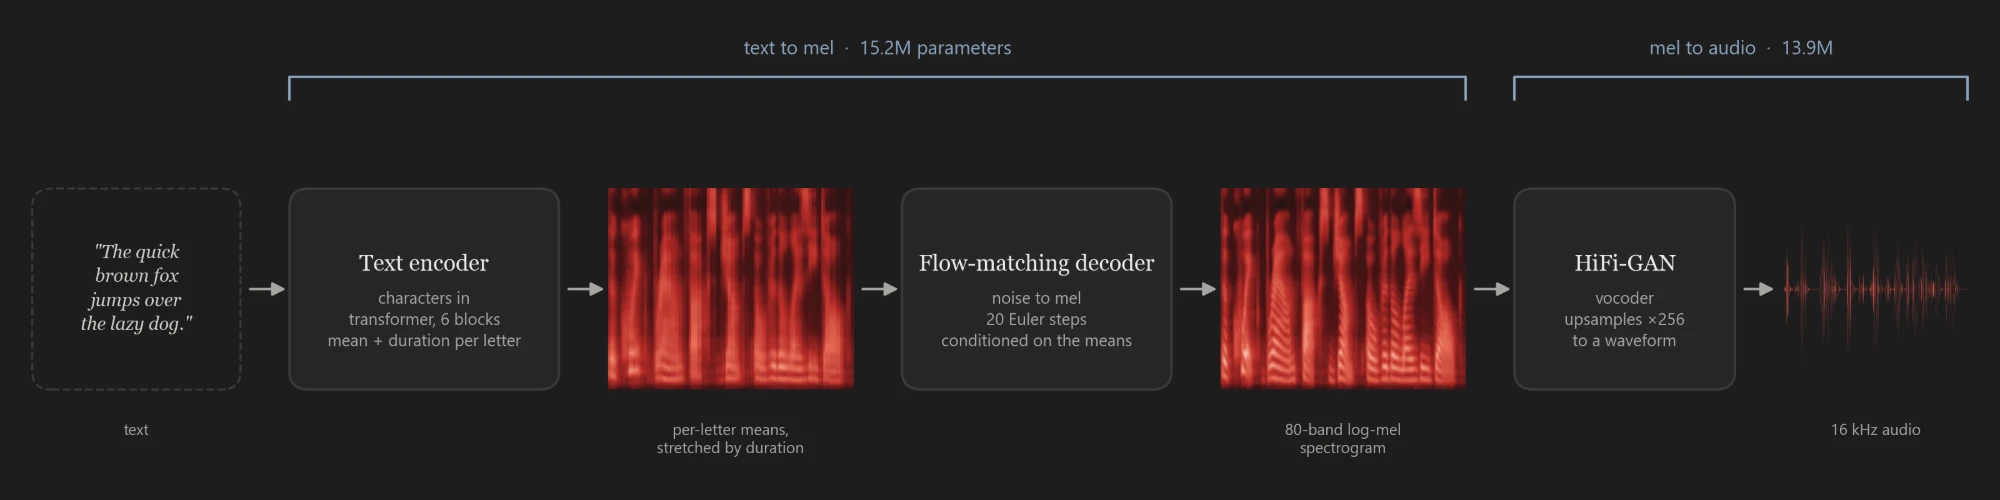 text to mel · 15.2M parameters
mel to audio · 13.9M
"The quick
brown fox
jumps over
the lazy dog."
Text encoder
characters in
transformer, 6 blocks
mean + duration per letter
Flow-matching decoder
noise to mel
20 Euler steps
conditioned on the means
HiFi-GAN
vocoder
upsamples ×256
to a waveform
text
per-letter means,
stretched by duration
80-band log-mel
spectrogram
16 kHz audio